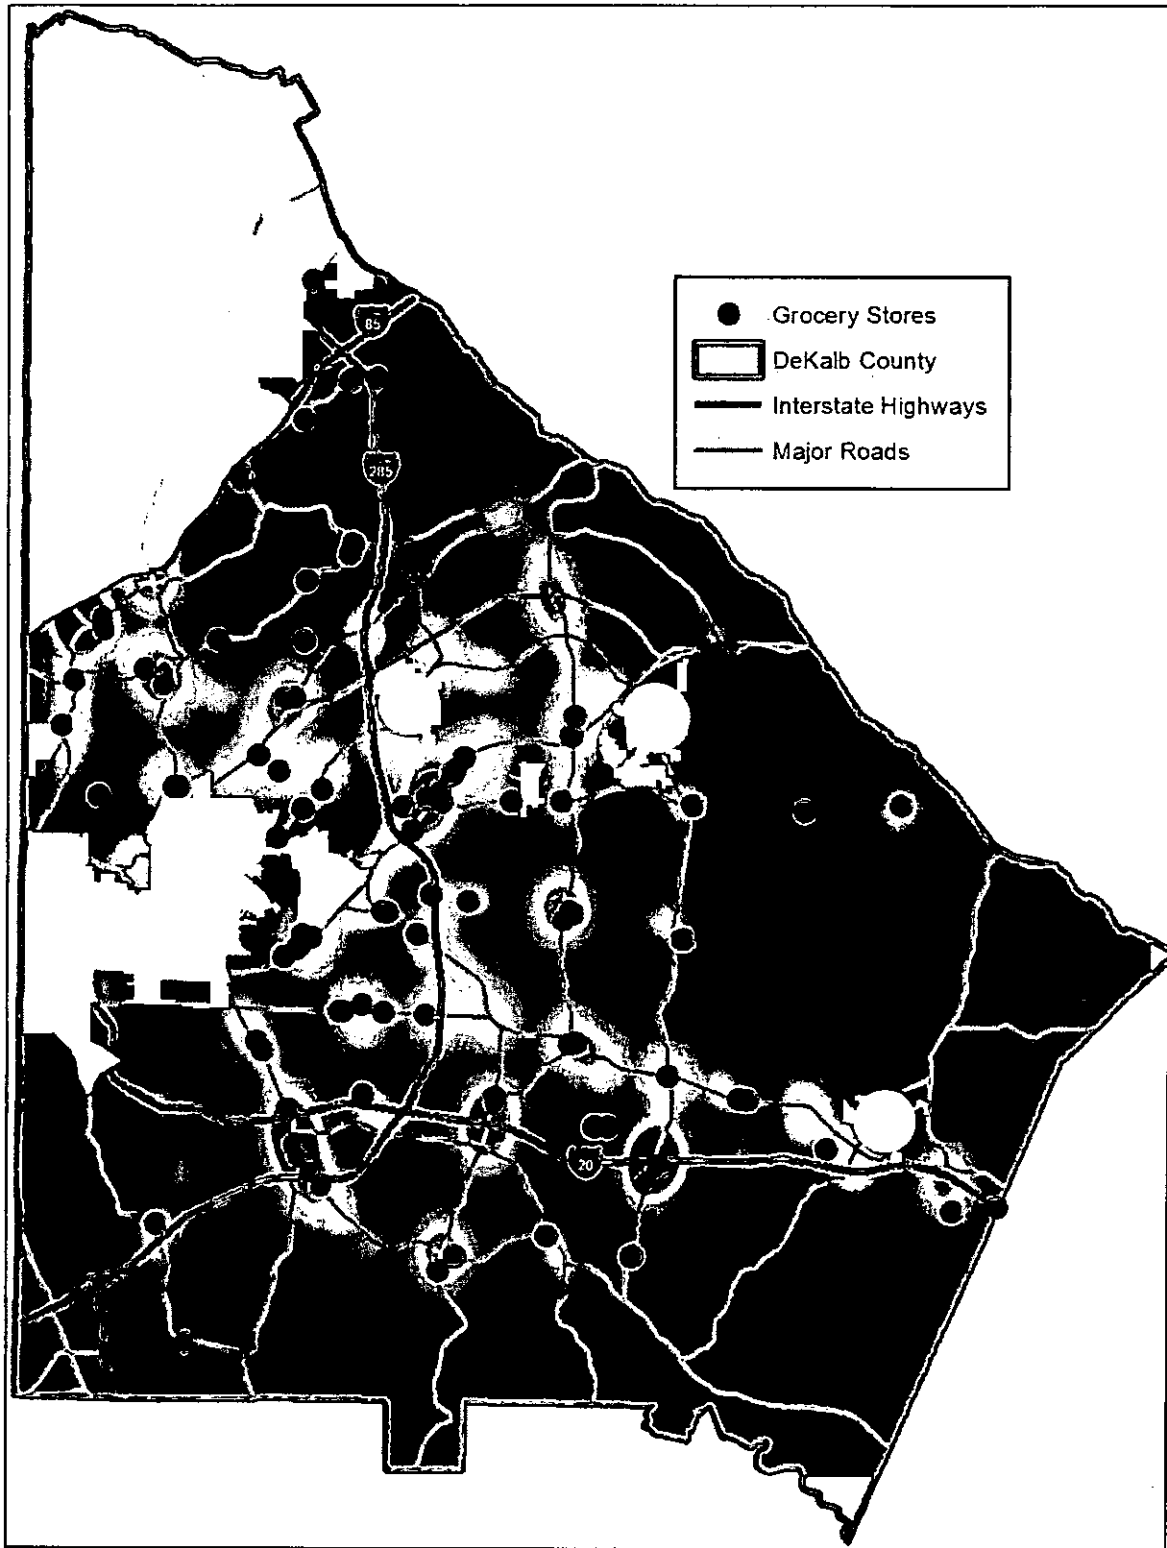 85
Grocery Stores
DeKalb County
Interstate Highways
Major Roads
285
20